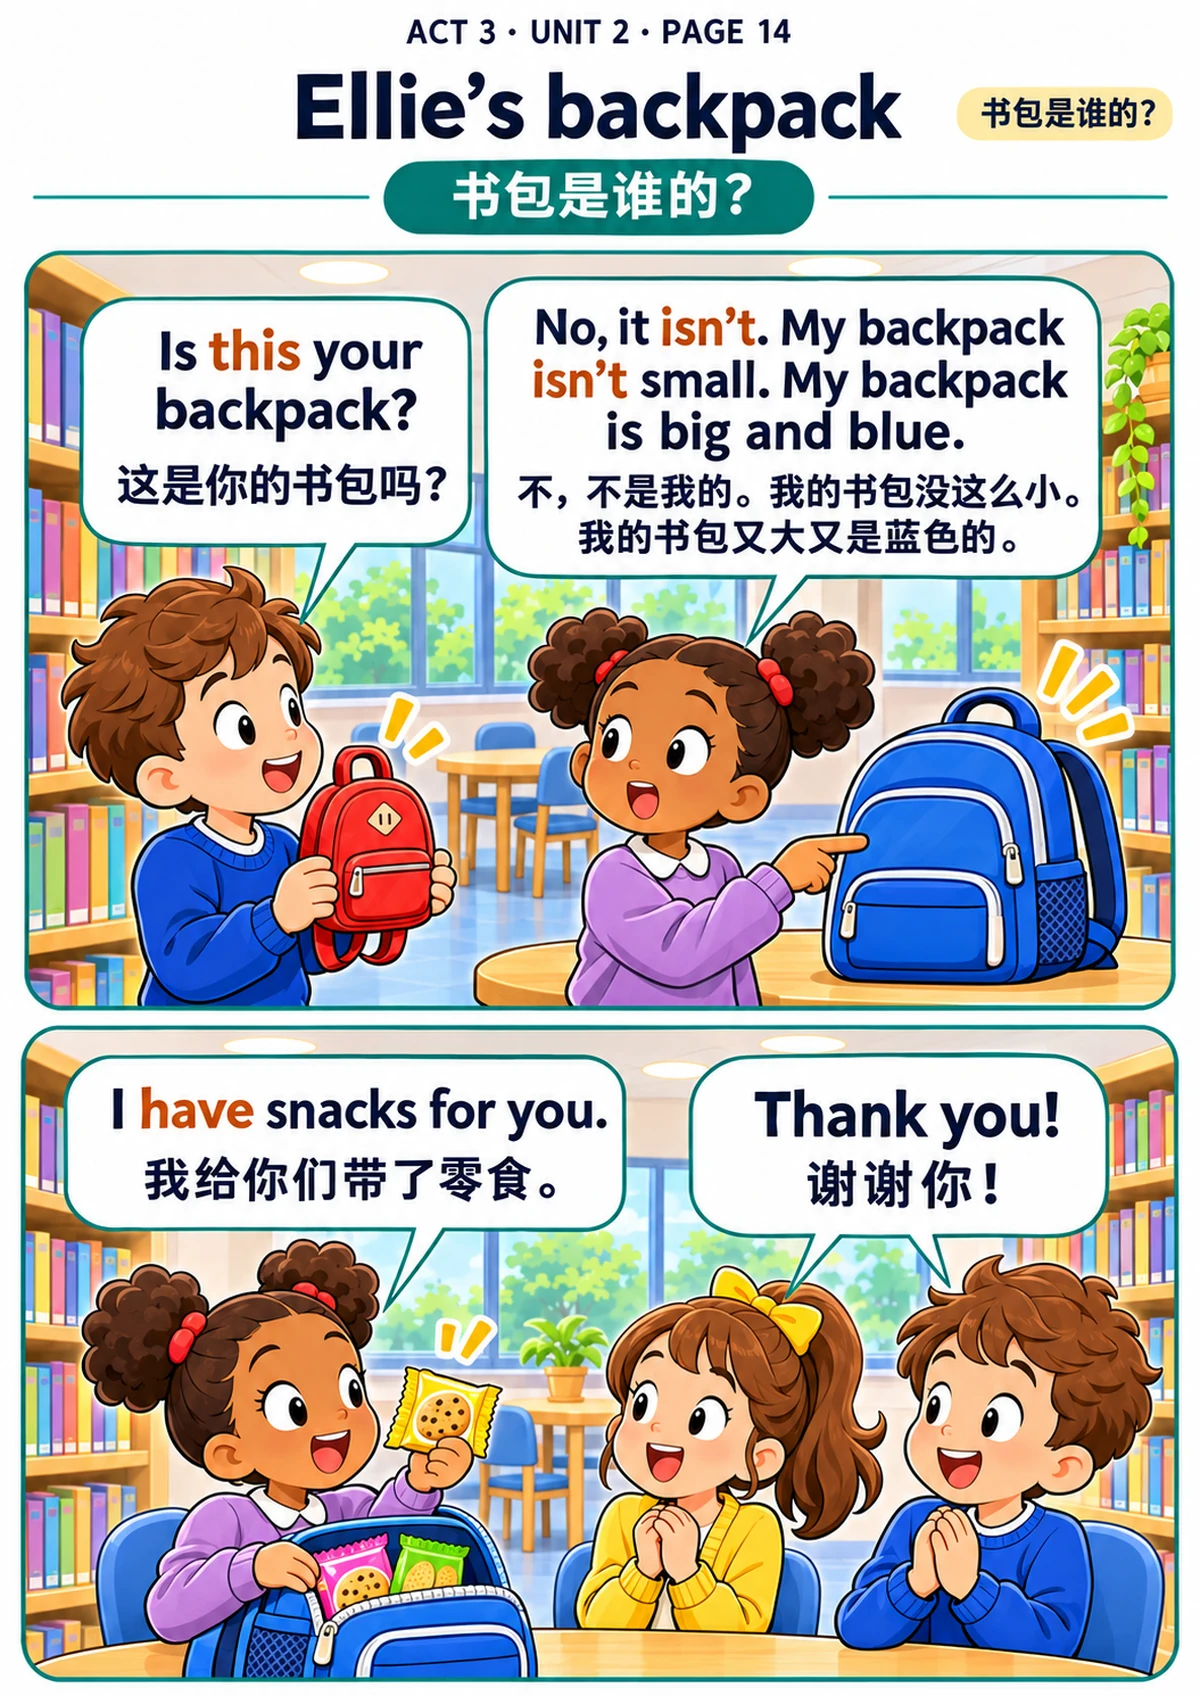 ACT 3 · UNIT 2 · PAGE 14
Ellie’s backpack
书包是谁的？
书包是谁的？
Is this your
backpack?
这是你的书包吗？
No, it isn’t. My backpack
isn’t small. My backpack
is big and blue.
不，不是我的。我的书包没这么小。
我的书包又大又是蓝色的。
I have snacks for you.
我给你们带了零食。
Thank you!
谢谢你！